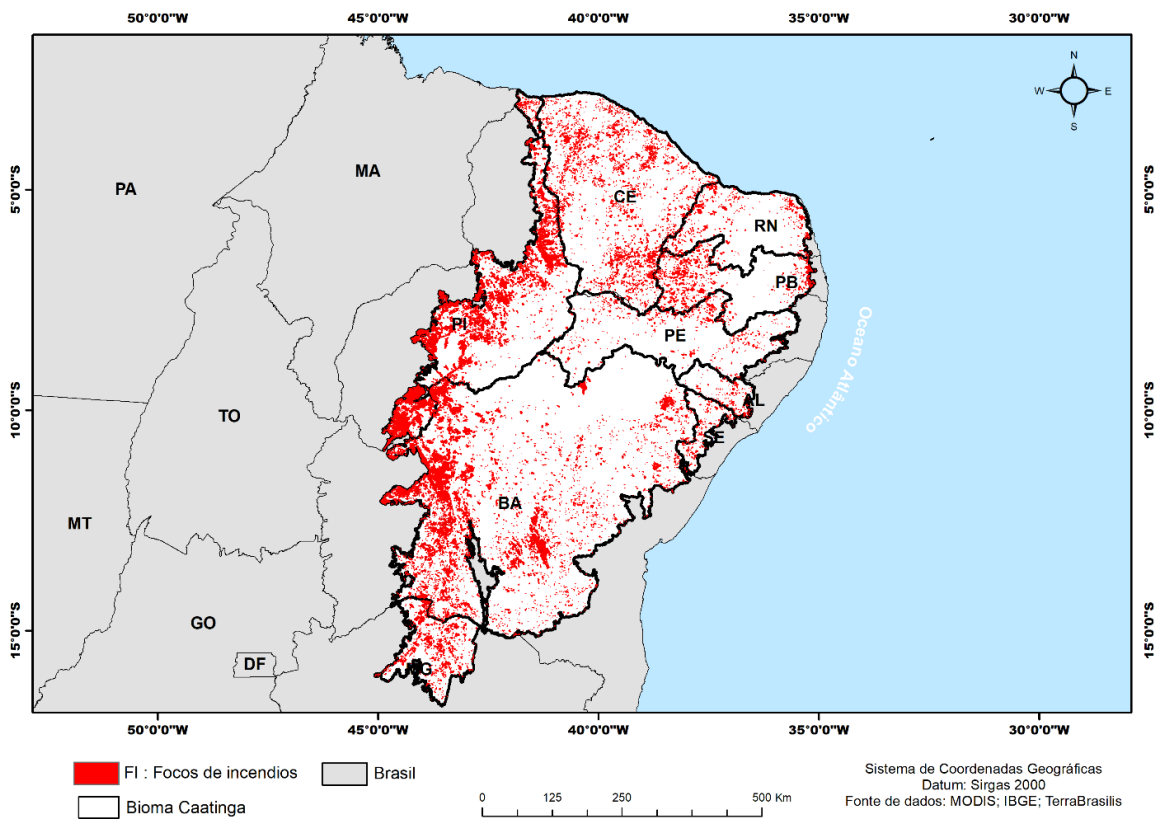 50°0'0"W 45°0'0"W 40°0'0"W 35°0'0"W 30°0'0"W
N
W E
S
5°0'0"S 5°0'0"S
MA
PA
CE
RN
PB
PI
PE
Oceano Atlântico
10°0'0"S 10°0'0"S
TO
AL
SE
BA
MT
GO
15°0'0"S 15°0'0"S
DF
MG
50°0'0"W 45°0'0"W 40°0'0"W 35°0'0"W 30°0'0"W
FI : Focos de incendios Brasil
Bioma Caatinga
0 125 250 500 Km
Sistema de Coordenadas Geográficas
Datum: Sirgas 2000
Fonte de dados: MODIS; IBGE; TerraBrasilis